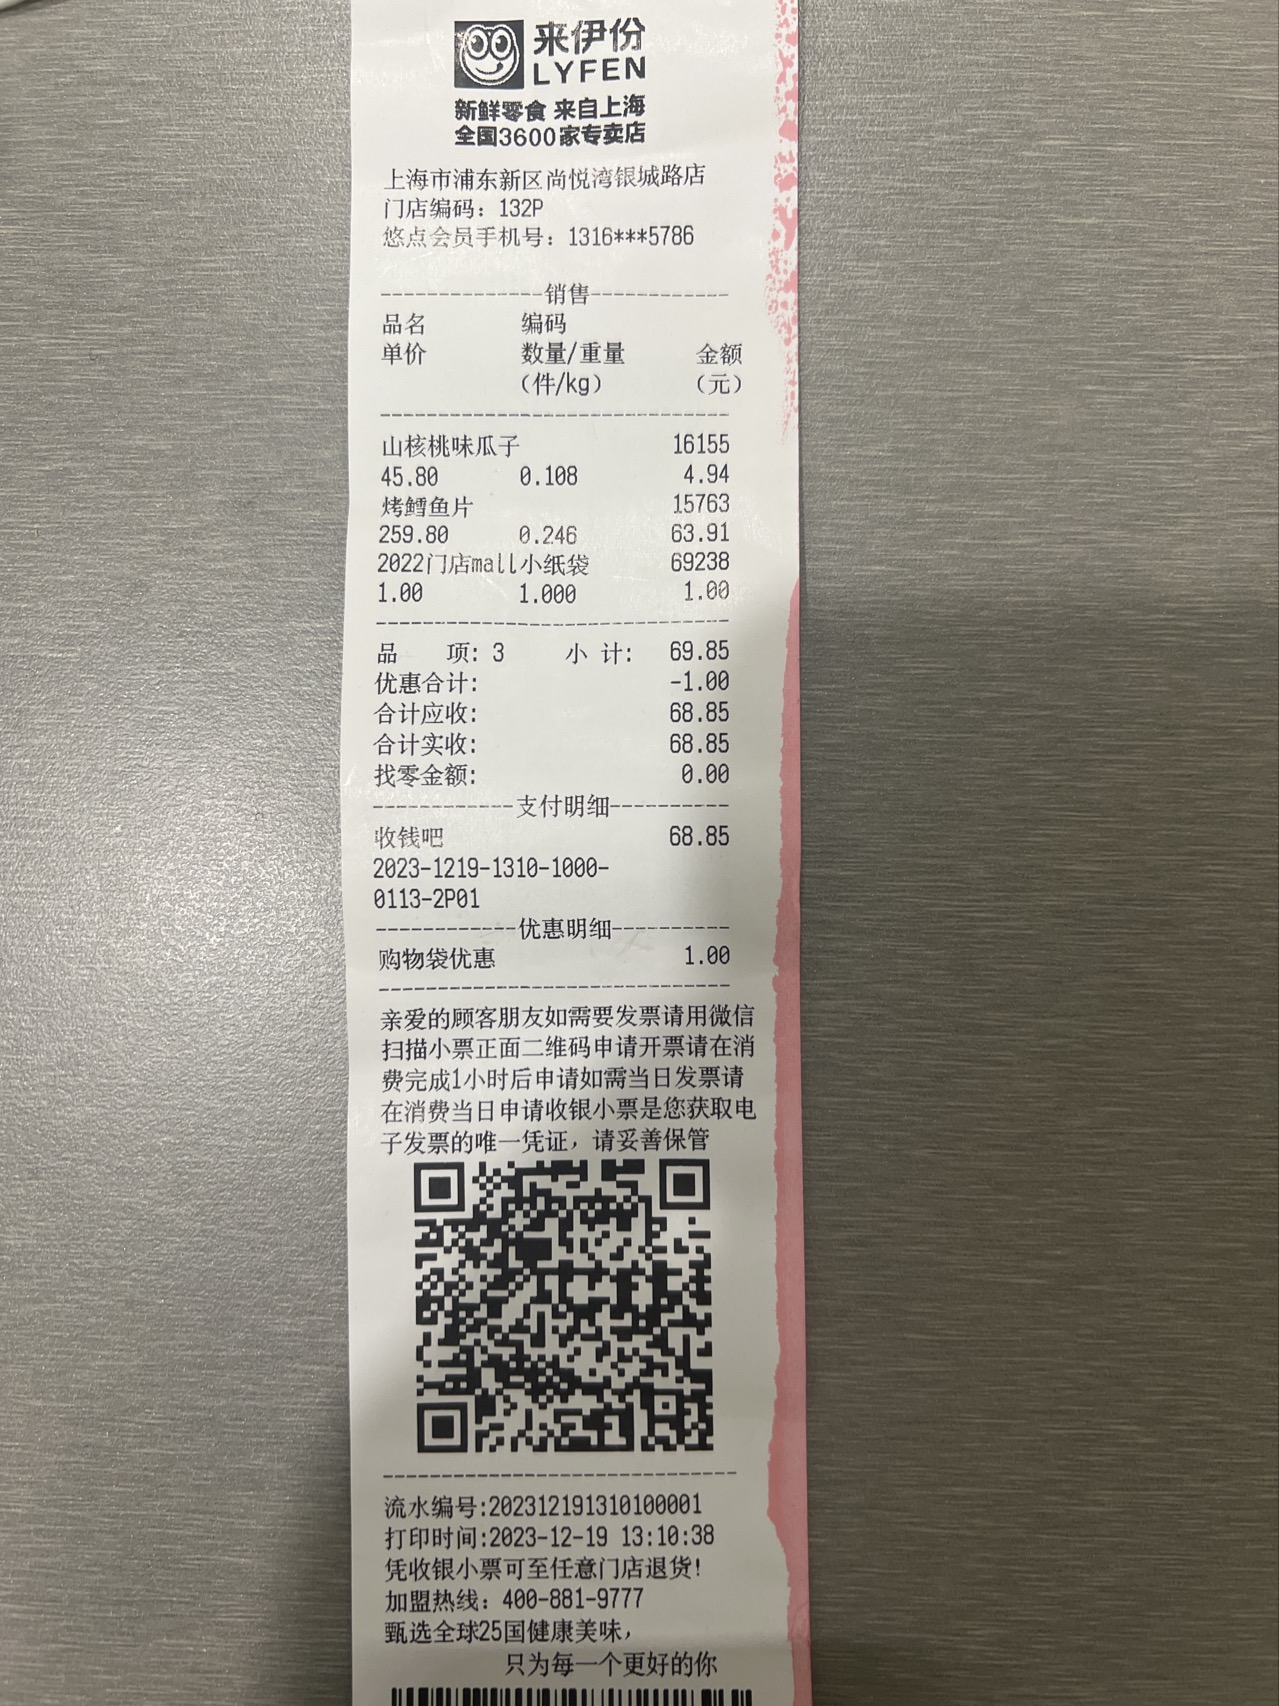 来伊份
LYFEN
新鲜零食 来自上海
全国3600家专卖店
上海市浦东新区尚悦湾银城路店
门店编码：132P
悠点会员手机号：1316***5786
--------------销售------------
品名 编码
单价 数量/重量 金额
（件/kg） （元）
------------------------------
山核桃味瓜子 16155
45.80 0.108 4.94
烤鳕鱼片 15763
259.80 0.246 63.91
2022门店mall小纸袋 69238
1.00 1.000 1.00
------------------------------
品 项: 3 小 计: 69.85
优惠合计: -1.00
合计应收: 68.85
合计实收: 68.85
找零金额: 0.00
------------支付明细----------
收钱吧 68.85
2023-1219-1310-1000-
0113-2P01
------------优惠明细----------
购物袋优惠 1.00
------------------------------
亲爱的顾客朋友如需要发票请用微信
扫描小票正面二维码申请开票请在消
费完成1小时后申请如需当日发票请
在消费当日申请收银小票是您获取电
子发票的唯一凭证，请妥善保管
------------------------------
流水编号:202312191310100001
打印时间:2023-12-19 13:10:38
凭收银小票可至任意门店退货!
加盟热线：400-881-9777
甄选全球25国健康美味，
只为每一个更好的你